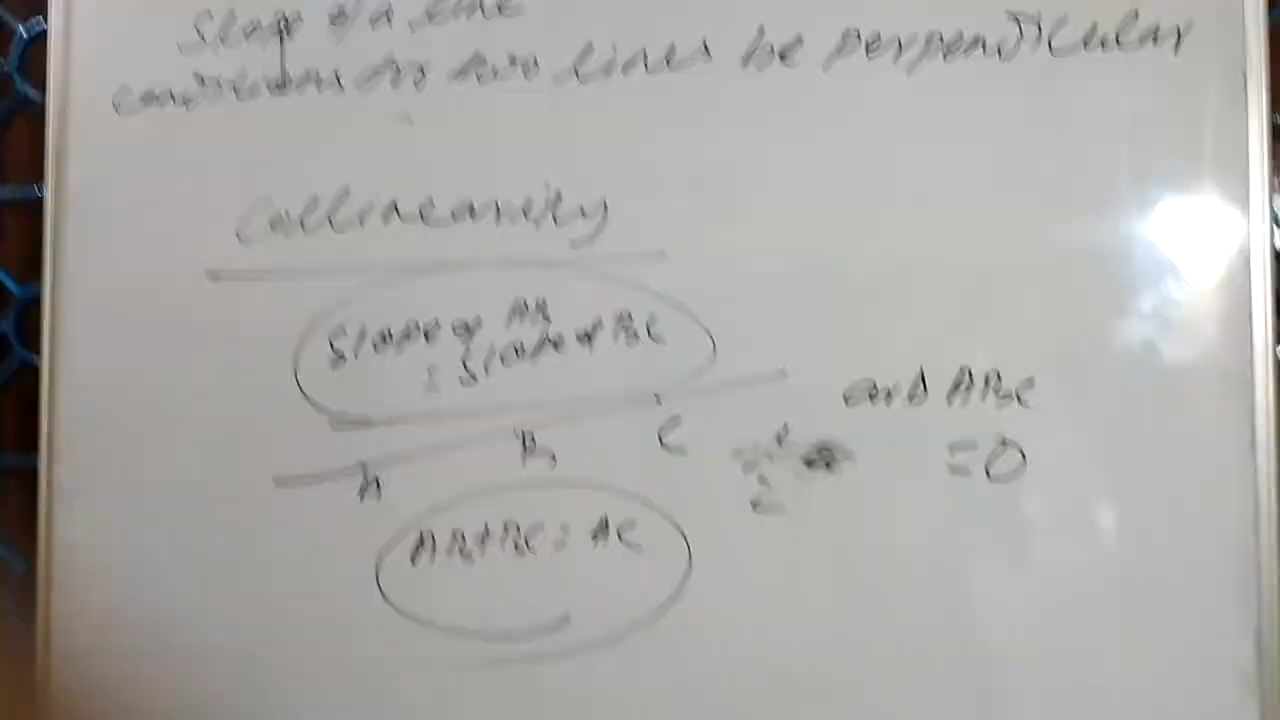 Slope of a line
conditions for two lines be perpendicular
Collinearity
Slope of AB
= Slope of BC
A B C
ar△ ABC
= 0
AB+BC = AC